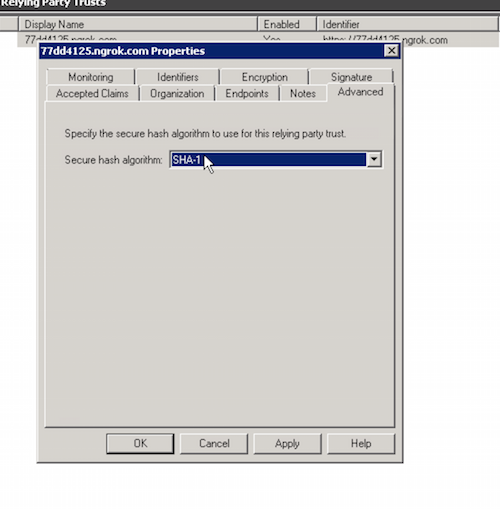 Relying Party Trusts
Display Name Enabled Identifier
77dd4125.ngrok.com Yes https://77dd4125.ngrok.com
77dd4125.ngrok.com Properties
Monitoring Identifiers Encryption Signature
Accepted Claims Organization Endpoints Notes Advanced
Specify the secure hash algorithm to use for this relying party trust.
Secure hash algorithm: SHA-1
OK Cancel Apply Help